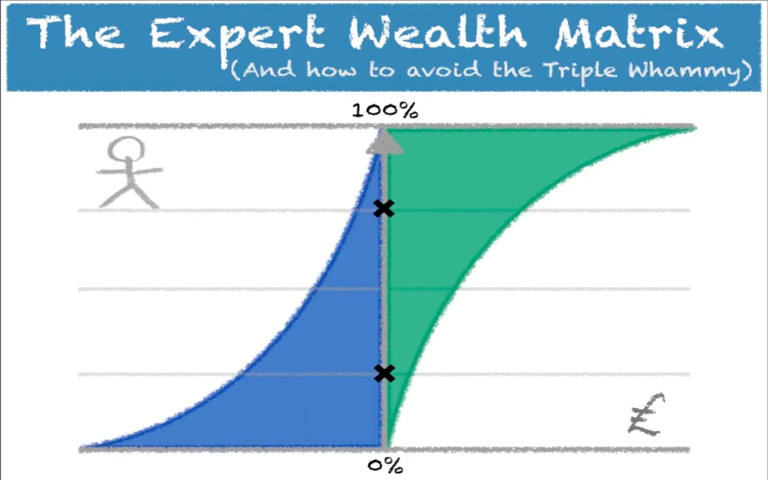 The Expert Wealth Matrix
(And how to avoid the Triple Whammy)
100%
£
0%